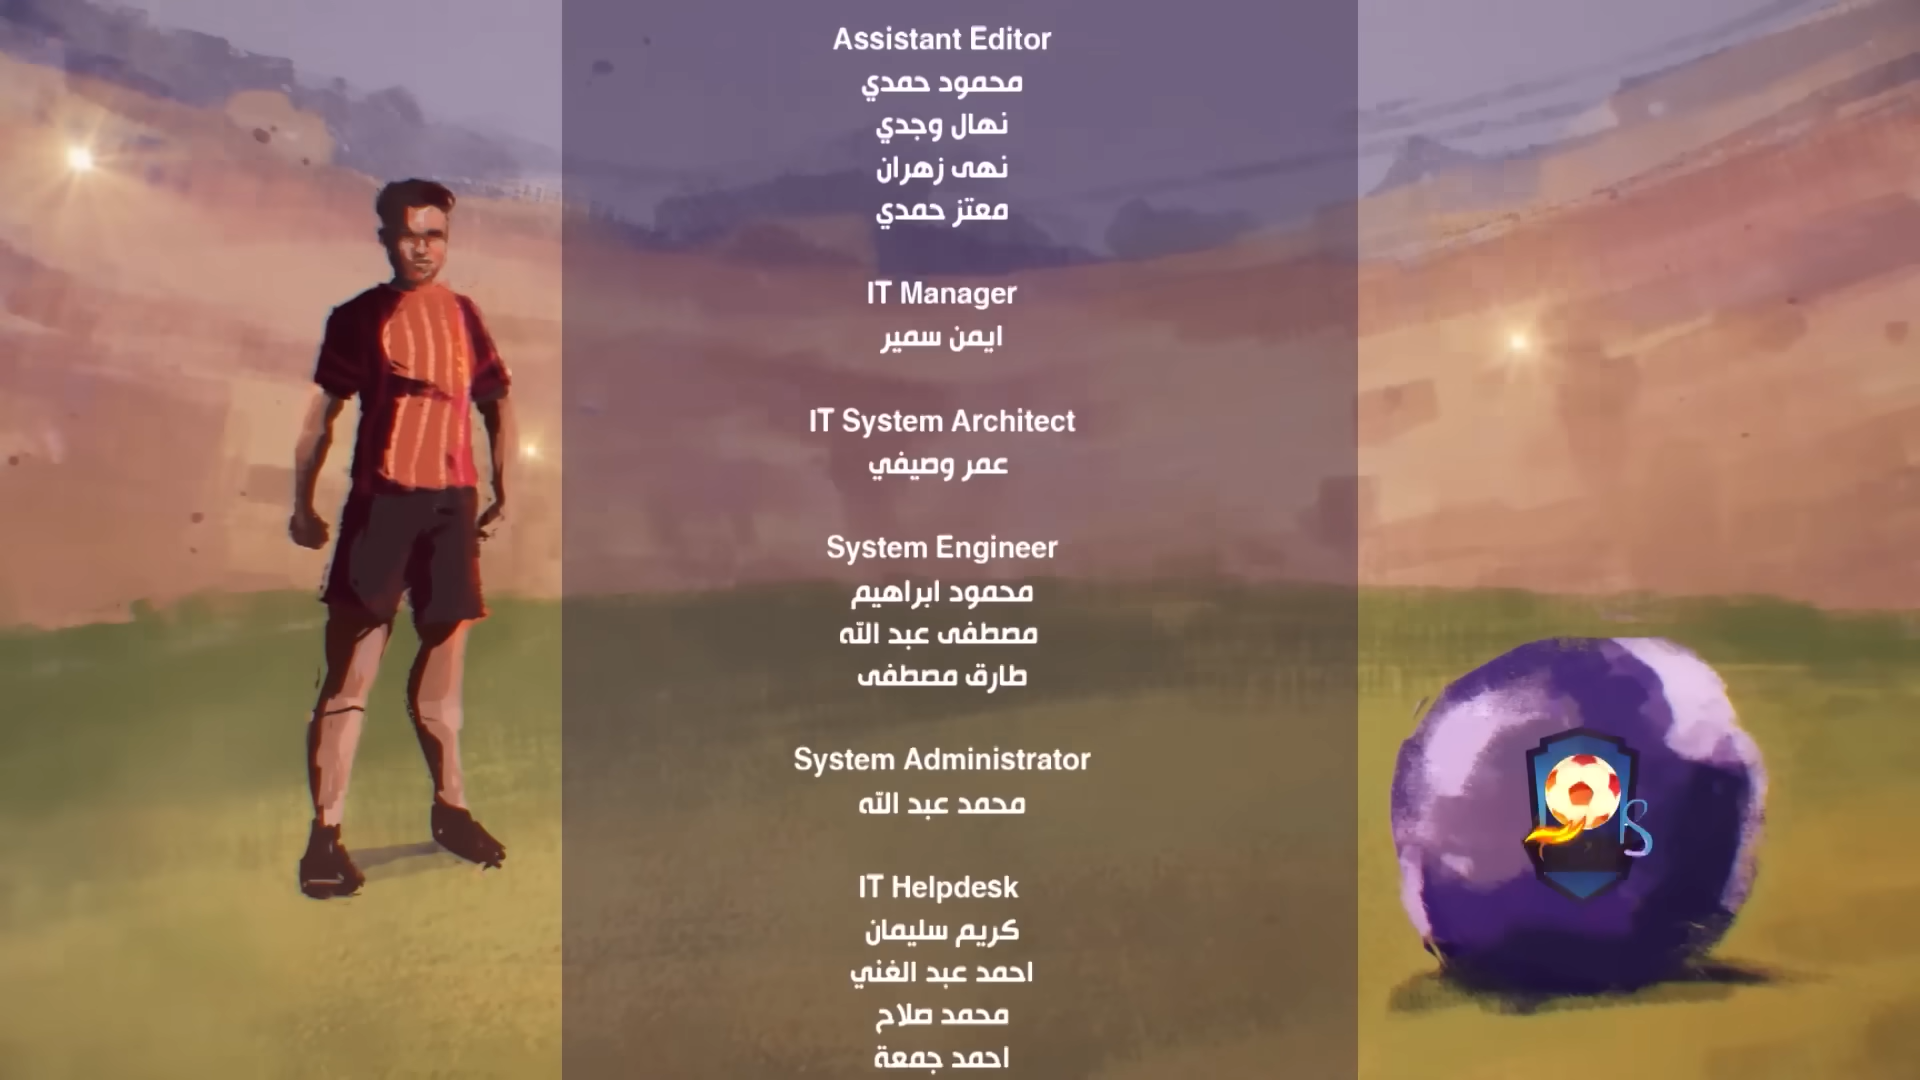 Assistant Editor
محمود حمدي
نهال وجدي
نهى زهران
معتز حمدي
IT Manager
ايمن سمير
IT System Architect
عمر وصيفي
System Engineer
محمود ابراهيم
مصطفى عبد الله
طارق مصطفى
System Administrator
محمد عبد الله
IT Helpdesk
كريم سليمان
احمد عبد الغني
محمد صلاح
احمد جمعة